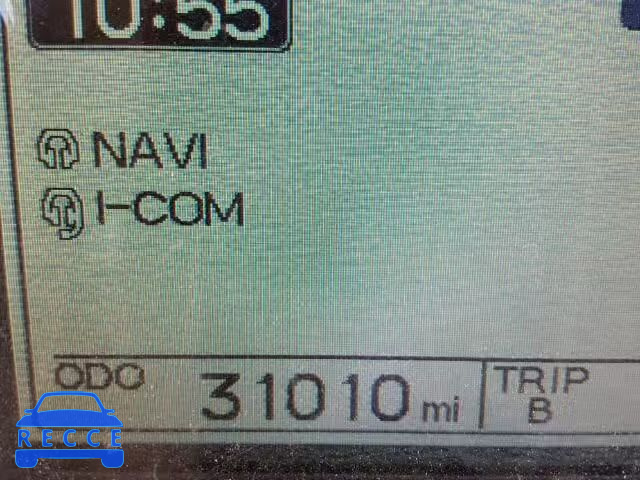 10:55
NAVI
I-COM
ODO 31010 mi TRIP B
RECCE